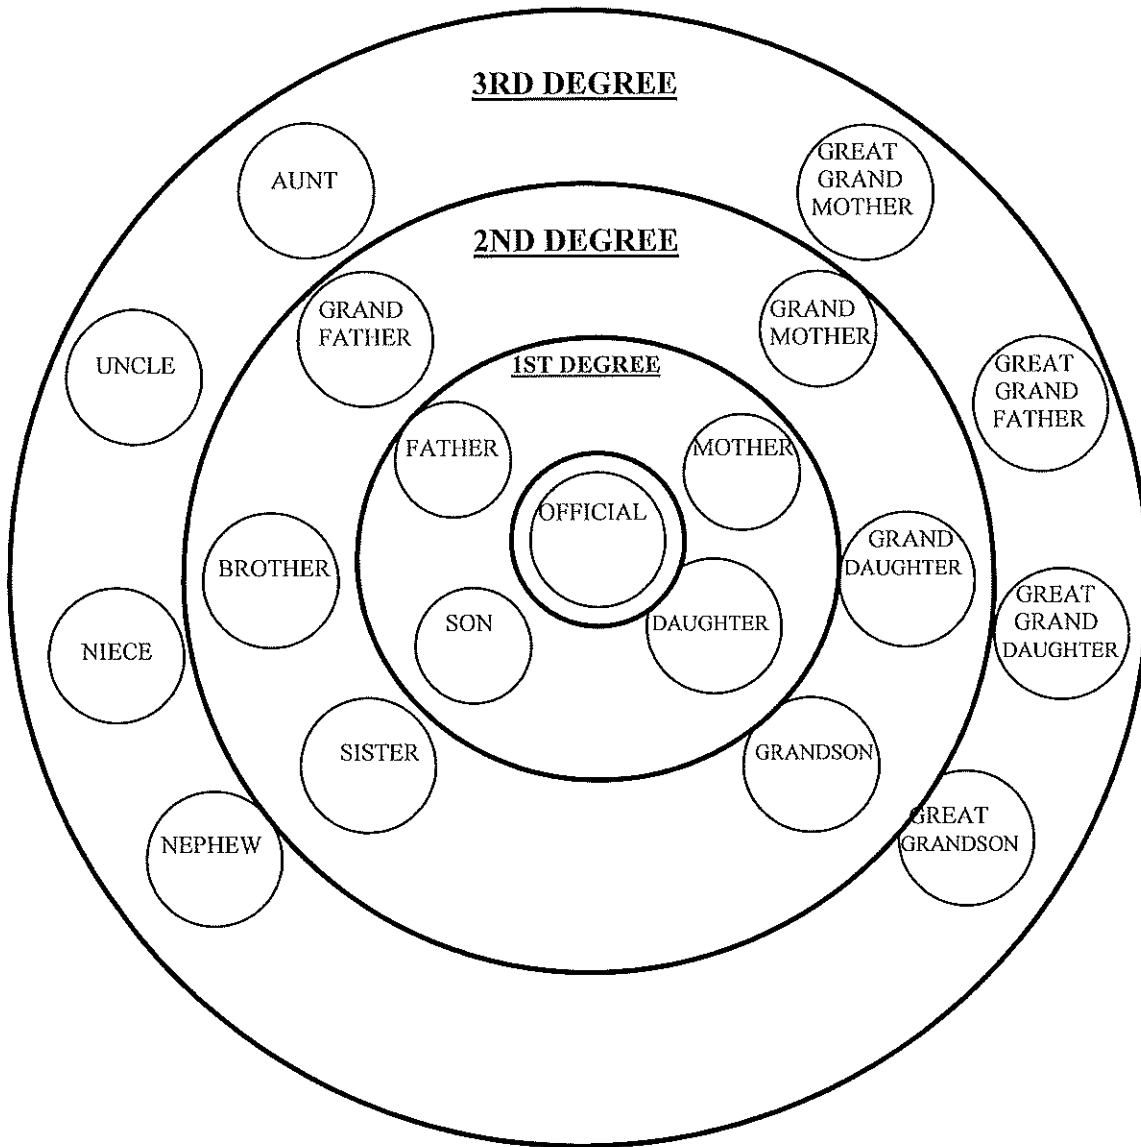 3RD DEGREE
AUNT
GREAT
GRAND
MOTHER
2ND DEGREE
GRAND
FATHER
GRAND
MOTHER
UNCLE
1ST DEGREE
GREAT
GRAND
FATHER
FATHER
MOTHER
OFFICIAL
BROTHER
GRAND
DAUGHTER
GREAT
GRAND
DAUGHTER
NIECE
SON
DAUGHTER
SISTER
GRANDSON
NEPHEW
GREAT
GRANDSON